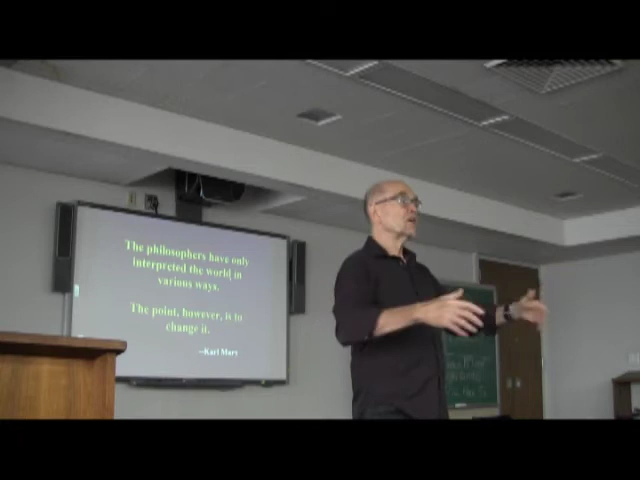 The philosophers have only
interpreted the world in
various ways.
The point, however, is to
change it.
--Karl Marx